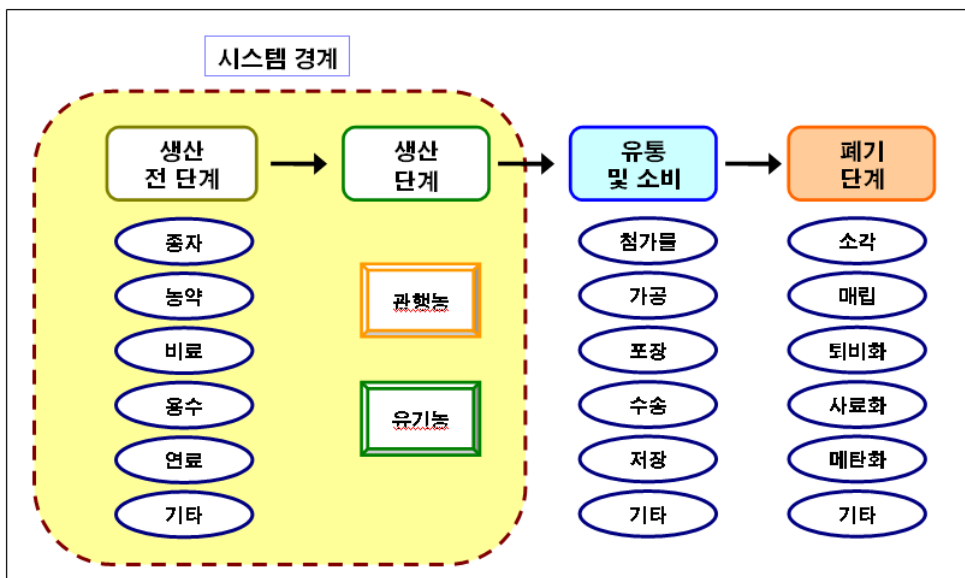 시스템 경계
생산
전 단계
생산
단계
유통
및 소비
폐기
단계
종자
농약
비료
용수
연료
기타
관행농
유기농
첨가물
가공
포장
수송
저장
기타
소각
매립
퇴비화
사료화
메탄화
기타